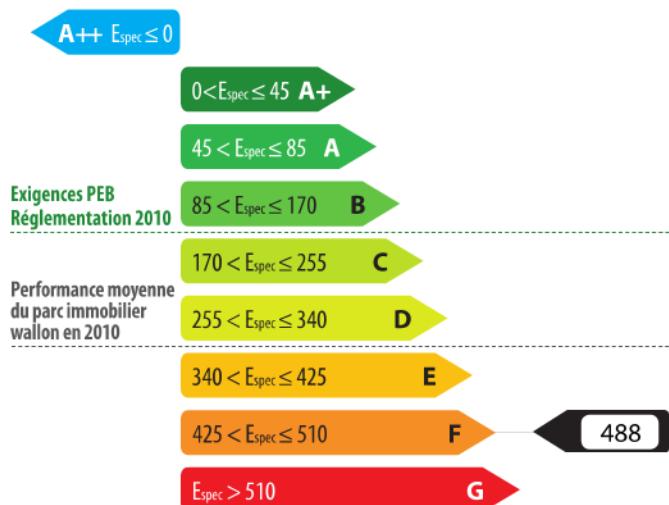 A++ Espec ≤ 0
0 < Espec ≤ 45 A+
45 < Espec ≤ 85 A
Exigences PEB
Réglementation 2010
85 < Espec ≤ 170 B
170 < Espec ≤ 255 C
Performance moyenne
du parc immobilier
wallon en 2010
255 < Espec ≤ 340 D
340 < Espec ≤ 425 E
425 < Espec ≤ 510 F
488
Espec > 510 G